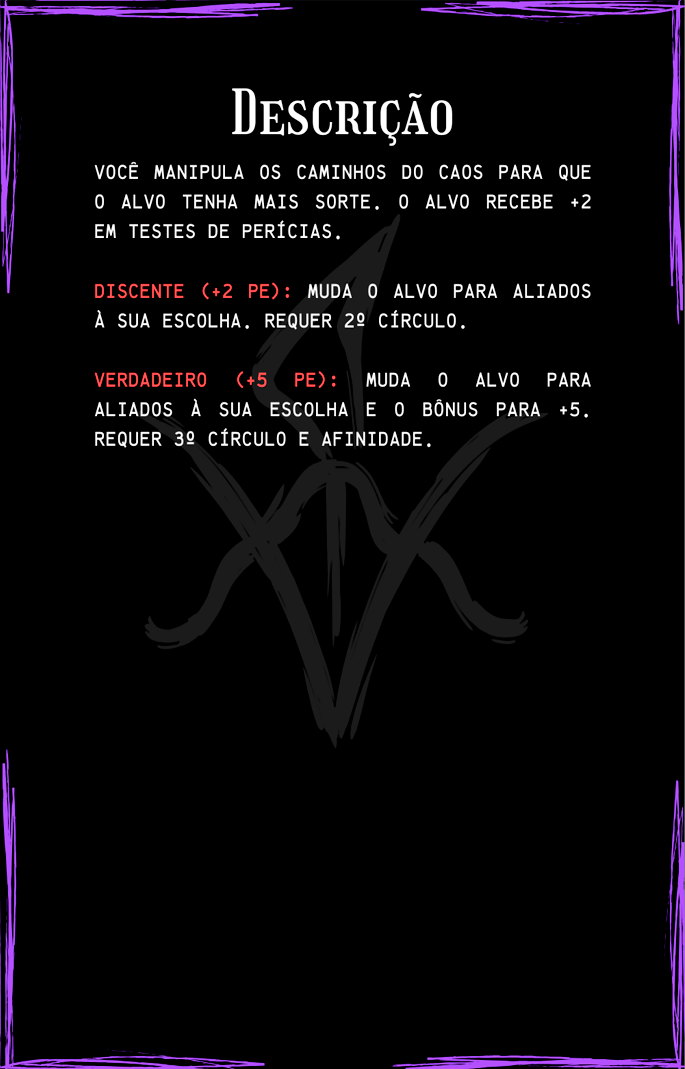 Descrição
VOCÊ MANIPULA OS CAMINHOS DO CAOS PARA QUE
O ALVO TENHA MAIS SORTE. O ALVO RECEBE +2
EM TESTES DE PERÍCIAS.
DISCENTE (+2 PE): MUDA O ALVO PARA ALIADOS
À SUA ESCOLHA. REQUER 2º CÍRCULO.
VERDADEIRO (+5 PE): MUDA O ALVO PARA
ALIADOS À SUA ESCOLHA E O BÔNUS PARA +5.
REQUER 3º CÍRCULO E AFINIDADE.